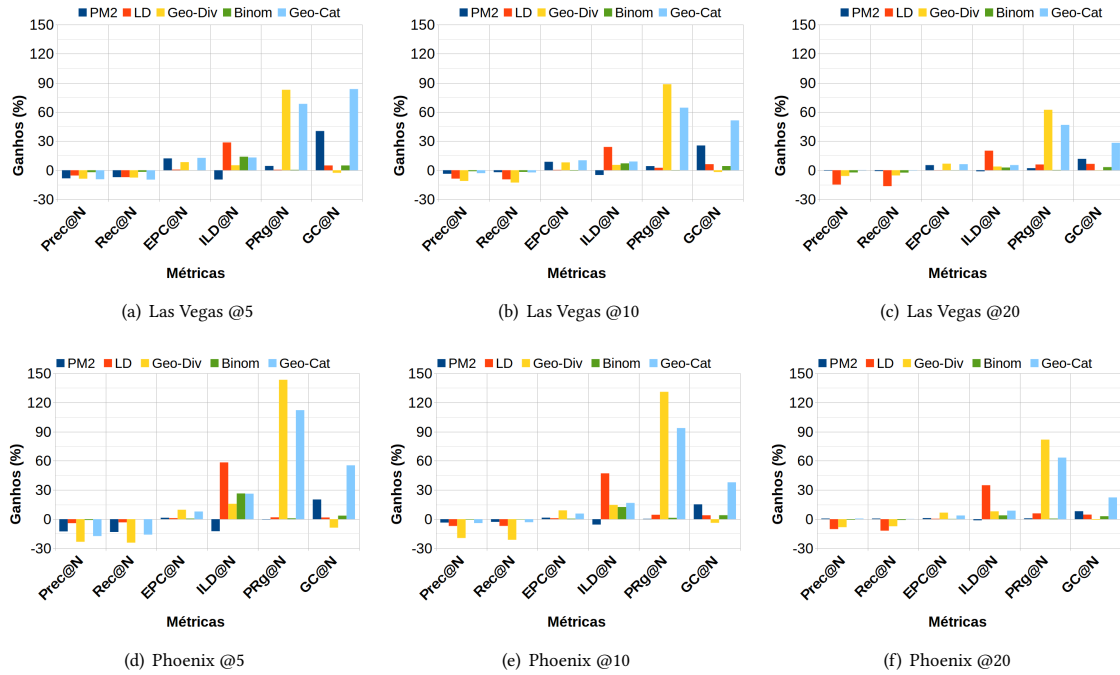 PM2 LD Geo-Div Binom Geo-Cat
150
120
90
60
30
0
-30
Ganhos (%)
Prec@N Rec@N EPC@N ILD@N PRg@N GC@N
Métricas
(a) Las Vegas @5
PM2 LD Geo-Div Binom Geo-Cat
150
120
90
60
30
0
-30
Ganhos (%)
Prec@N Rec@N EPC@N ILD@N PRg@N GC@N
Métricas
(b) Las Vegas @10
PM2 LD Geo-Div Binom Geo-Cat
150
120
90
60
30
0
-30
Ganhos (%)
Prec@N Rec@N EPC@N ILD@N PRg@N GC@N
Métricas
(c) Las Vegas @20
PM2 LD Geo-Div Binom Geo-Cat
150
120
90
60
30
0
-30
Ganhos (%)
Prec@N Rec@N EPC@N ILD@N PRg@N GC@N
Métricas
(d) Phoenix @5
PM2 LD Geo-Div Binom Geo-Cat
150
120
90
60
30
0
-30
Ganhos (%)
Prec@N Rec@N EPC@N ILD@N PRg@N GC@N
Métricas
(e) Phoenix @10
PM2 LD Geo-Div Binom Geo-Cat
150
120
90
60
30
0
-30
Ganhos (%)
Prec@N Rec@N EPC@N ILD@N PRg@N GC@N
Métricas
(f) Phoenix @20